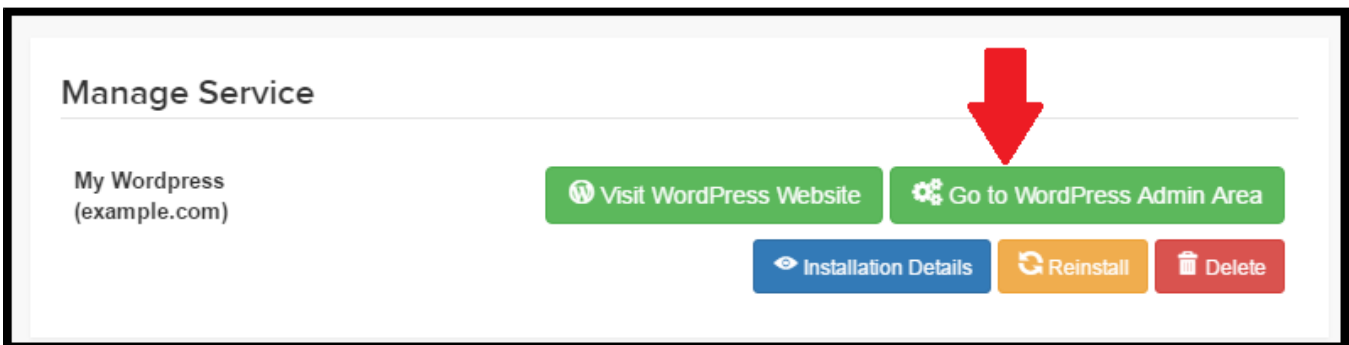 Manage Service
My Wordpress
(example.com)
Visit WordPress Website
Go to WordPress Admin Area
Installation Details
Reinstall
Delete